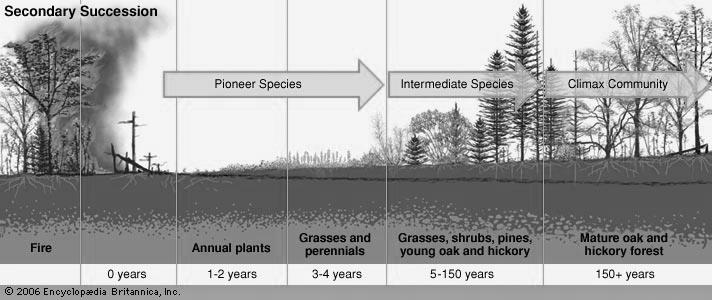 Secondary Succession
Pioneer Species
Intermediate Species
Climax Community
Fire
Annual plants
Grasses and
perennials
Grasses, shrubs, pines,
young oak and hickory
Mature oak and
hickory forest
0 years
1-2 years
3-4 years
5-150 years
150+ years
© 2006 Encyclopædia Britannica, Inc.